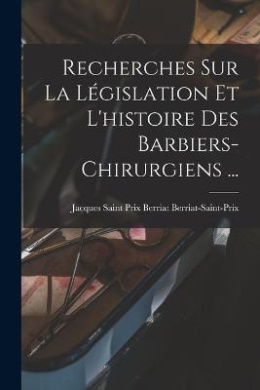 Recherches Sur
La Législation Et
L'histoire Des
Barbiers-
Chirurgiens ...
Jacques Saint Prix Berriat Berriat-Saint-Prix